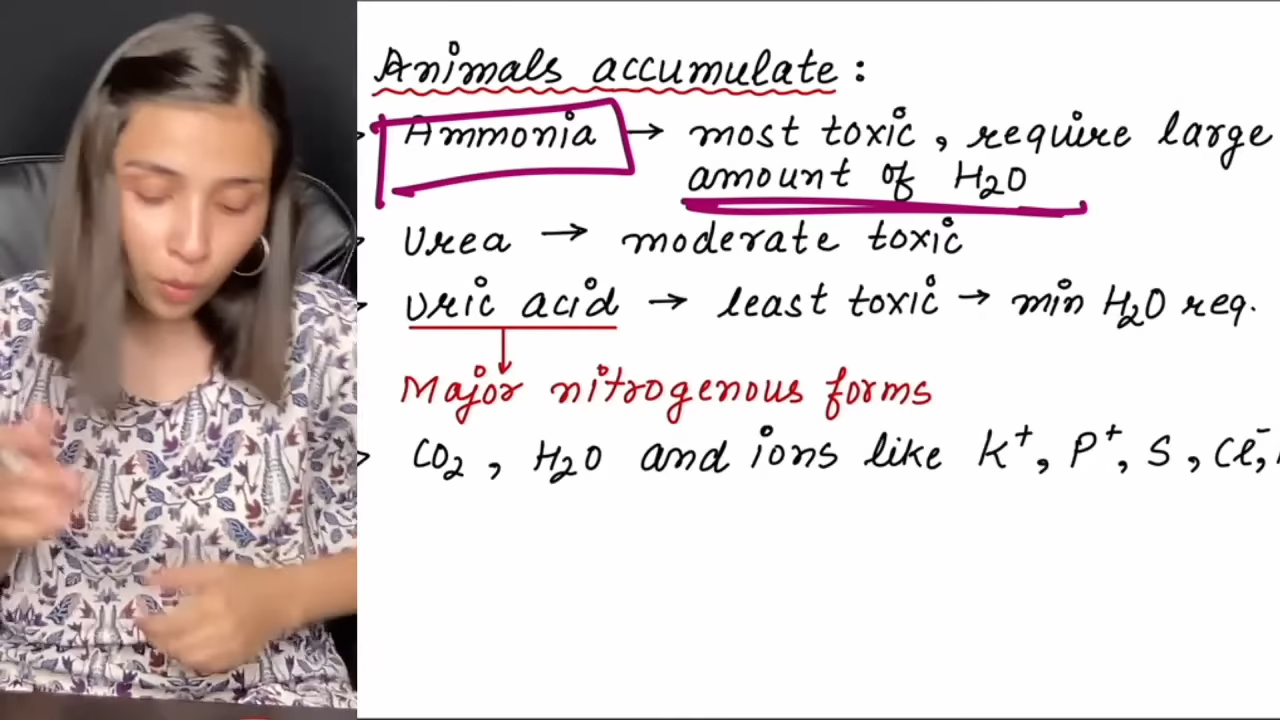 Animals accumulate :
Ammonia → most toxic, require large
amount of H2O
Urea → moderate toxic
Uric acid → least toxic → min H2O req.
Major nitrogenous forms
CO2, H2O and ions like K+, P+, S, Cl-,